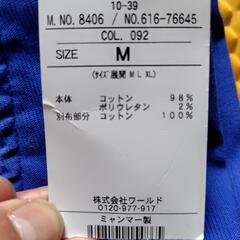 10-39
M.NO. 8406 / NO.616-76645
COL. 092
SIZE M
(サイズ展開 M L XL)
本体 コットン 98%
ポリウレタン 2%
別布部分 コットン 100%
株式会社ワールド
0120-977-917
ミャンマー製